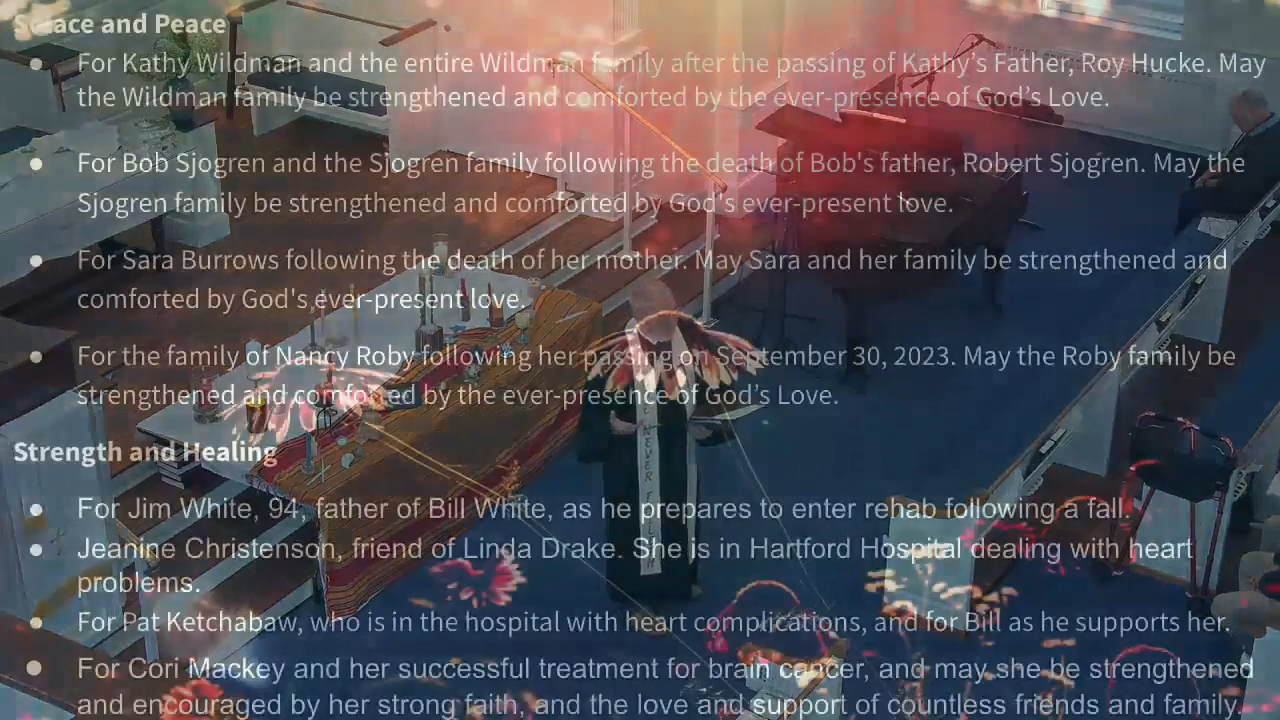 Solace and Peace
● For Kathy Wildman and the entire Wildman family after the passing of Kathy’s Father, Roy Hucke. May
the Wildman family be strengthened and comforted by the ever-presence of God’s Love.
● For Bob Sjogren and the Sjogren family following the death of Bob's father, Robert Sjogren. May the
Sjogren family be strengthened and comforted by God's ever-present love.
● For Sara Burrows following the death of her mother. May Sara and her family be strengthened and
comforted by God's ever-present love.
● For the family of Nancy Roby following her passing on September 30, 2023. May the Roby family be
strengthened and comforted by the ever-presence of God’s Love.
Strength and Healing
● For Jim White, 94, father of Bill White, as he prepares to enter rehab following a fall.
● Jeanine Christenson, friend of Linda Drake. She is in Hartford Hospital dealing with heart
problems.
● For Pat Ketchabaw, who is in the hospital with heart complications, and for Bill as he supports her.
● For Cori Mackey and her successful treatment for brain cancer, and may she be strengthened
and encouraged by her strong faith, and the love and support of countless friends and family.
NEVER